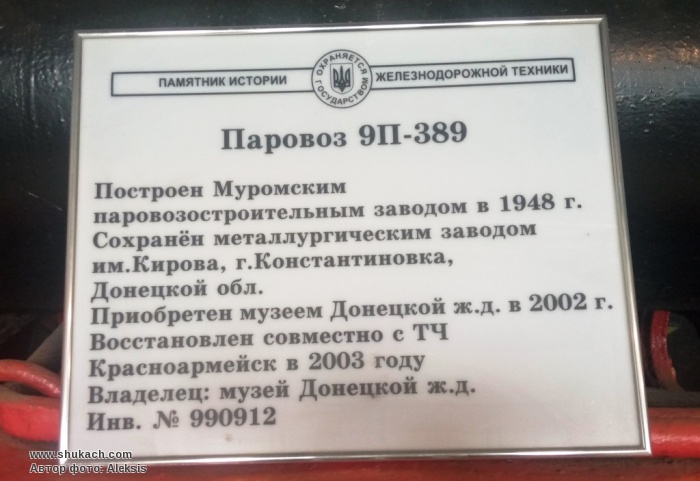 ПАМЯТНИК ИСТОРИИ
ОХРАНЯЕТСЯ ГОСУДАРСТВОМ
ЖЕЛЕЗНОДОРОЖНОЙ ТЕХНИКИ
Паровоз 9П-389
Построен Муромским
паровозостроительным заводом в 1948 г.
Сохранён металлургическим заводом
им.Кирова, г.Константиновка,
Донецкой обл.
Приобретен музеем Донецкой ж.д. в 2002 г.
Восстановлен совместно с ТЧ
Красноармейск в 2003 году
Владелец: музей Донецкой ж.д.
Инв. № 990912
www.shukach.com
Автор фото: Aleksis